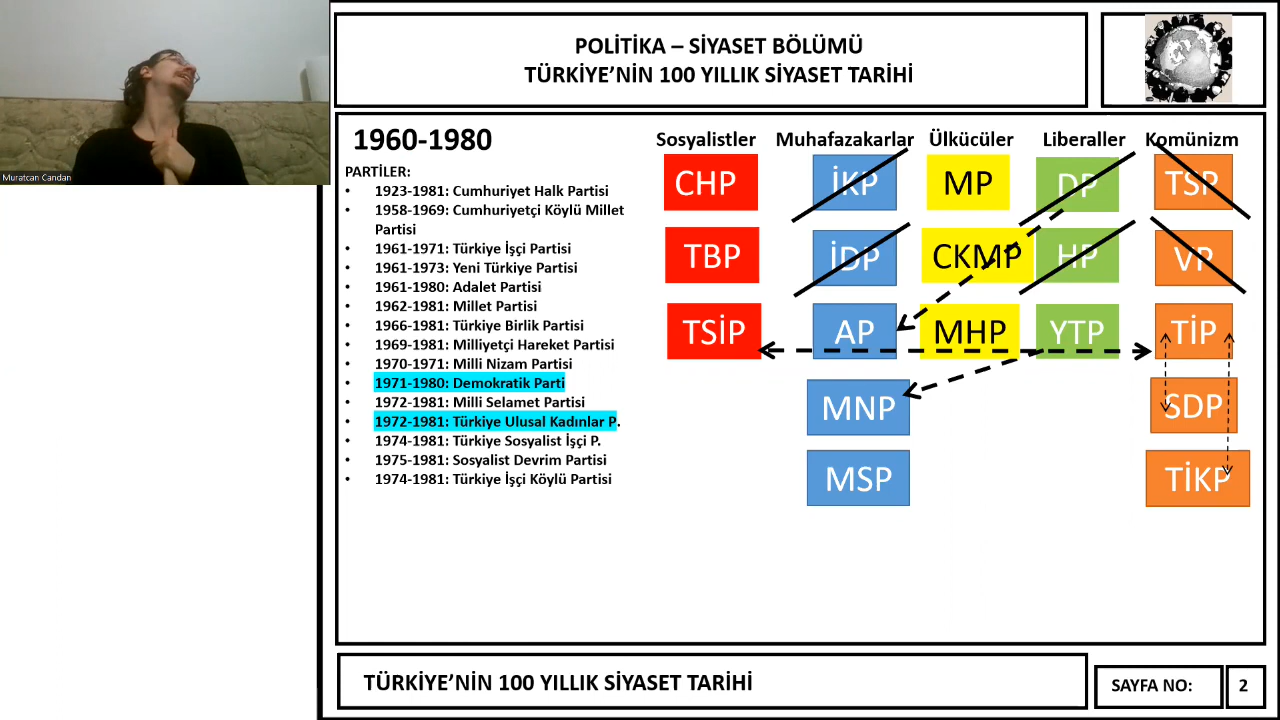 Muratcan Candan
POLİTİKA – SİYASET BÖLÜMÜ
TÜRKİYE’NİN 100 YILLIK SİYASET TARİHİ
1960-1980
PARTİLER:
• 1923-1981: Cumhuriyet Halk Partisi
• 1958-1969: Cumhuriyetçi Köylü Millet
Partisi
• 1961-1971: Türkiye İşçi Partisi
• 1961-1973: Yeni Türkiye Partisi
• 1961-1980: Adalet Partisi
• 1962-1981: Millet Partisi
• 1966-1981: Türkiye Birlik Partisi
• 1969-1981: Milliyetçi Hareket Partisi
• 1970-1971: Milli Nizam Partisi
• 1971-1980: Demokratik Parti
• 1972-1981: Milli Selamet Partisi
• 1972-1981: Türkiye Ulusal Kadınlar P.
• 1974-1981: Türkiye Sosyalist İşçi P.
• 1975-1981: Sosyalist Devrim Partisi
• 1974-1981: Türkiye İşçi Köylü Partisi
Sosyalistler
CHP
TBP
TSİP
Muhafazakarlar
İKP
İDP
AP
MNP
MSP
Ülkücüler
MP
CKMP
MHP
Liberaller
DP
HP
YTP
Komünizm
TSP
VP
TİP
SDP
TİKP
TÜRKİYE’NİN 100 YILLIK SİYASET TARİHİ
SAYFA NO:
2